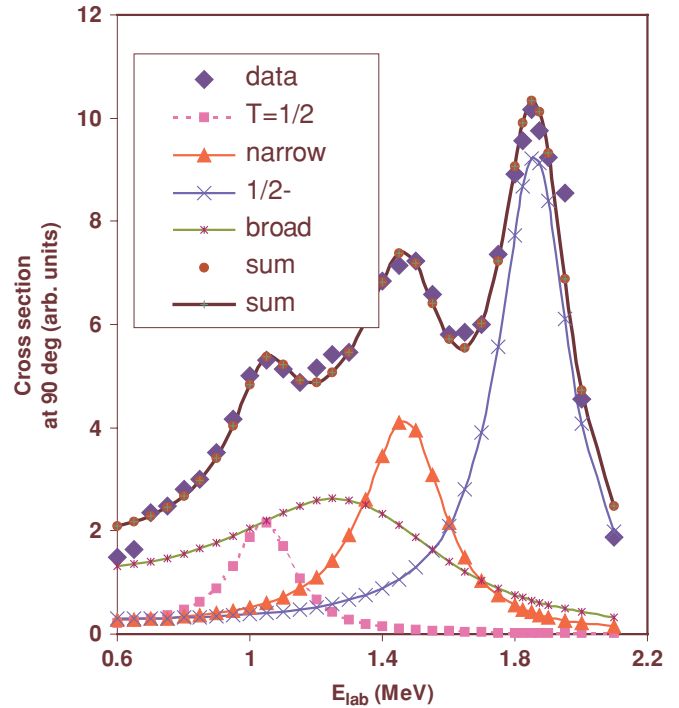 12
10
8
6
4
2
0
Cross section
at 90 deg (arb. units)
data
T=1/2
narrow
1/2-
broad
sum
sum
0.6 1 1.4 1.8 2.2
E_lab (MeV)